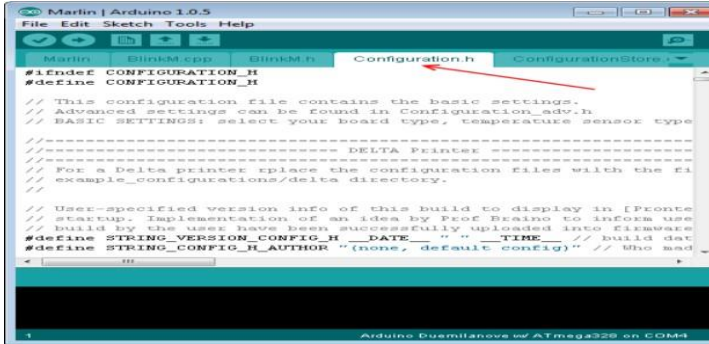 Marlin | Arduino 1.0.5
File Edit Sketch Tools Help
Marlin BlinkM.cpp BlinkM.h Configuration.h ConfigurationStore.
#ifndef CONFIGURATION_H
#define CONFIGURATION_H
// This configuration file contains the basic settings.
// Advanced settings can be found in Configuration_adv.h
// BASIC SETTINGS: select your board type, temperature sensor type
//===========================================================================
//============================= DELTA Printer ===============================
//===========================================================================
// For a Delta printer rplace the configuration files wilth the fi
// example_configurations/delta directory.
//
// User-specified version info of this build to display in [Pronte
// startup. Implementation of an idea by Prof Braino to inform use
// build by the user have been successfully uploaded into firmware
#define STRING_VERSION_CONFIG_H __DATE__ " " __TIME__ // build dat
#define STRING_CONFIG_H_AUTHOR "(none, default config)" // Who mad
1
Arduino Duemilanove w/ ATmega328 on COM4